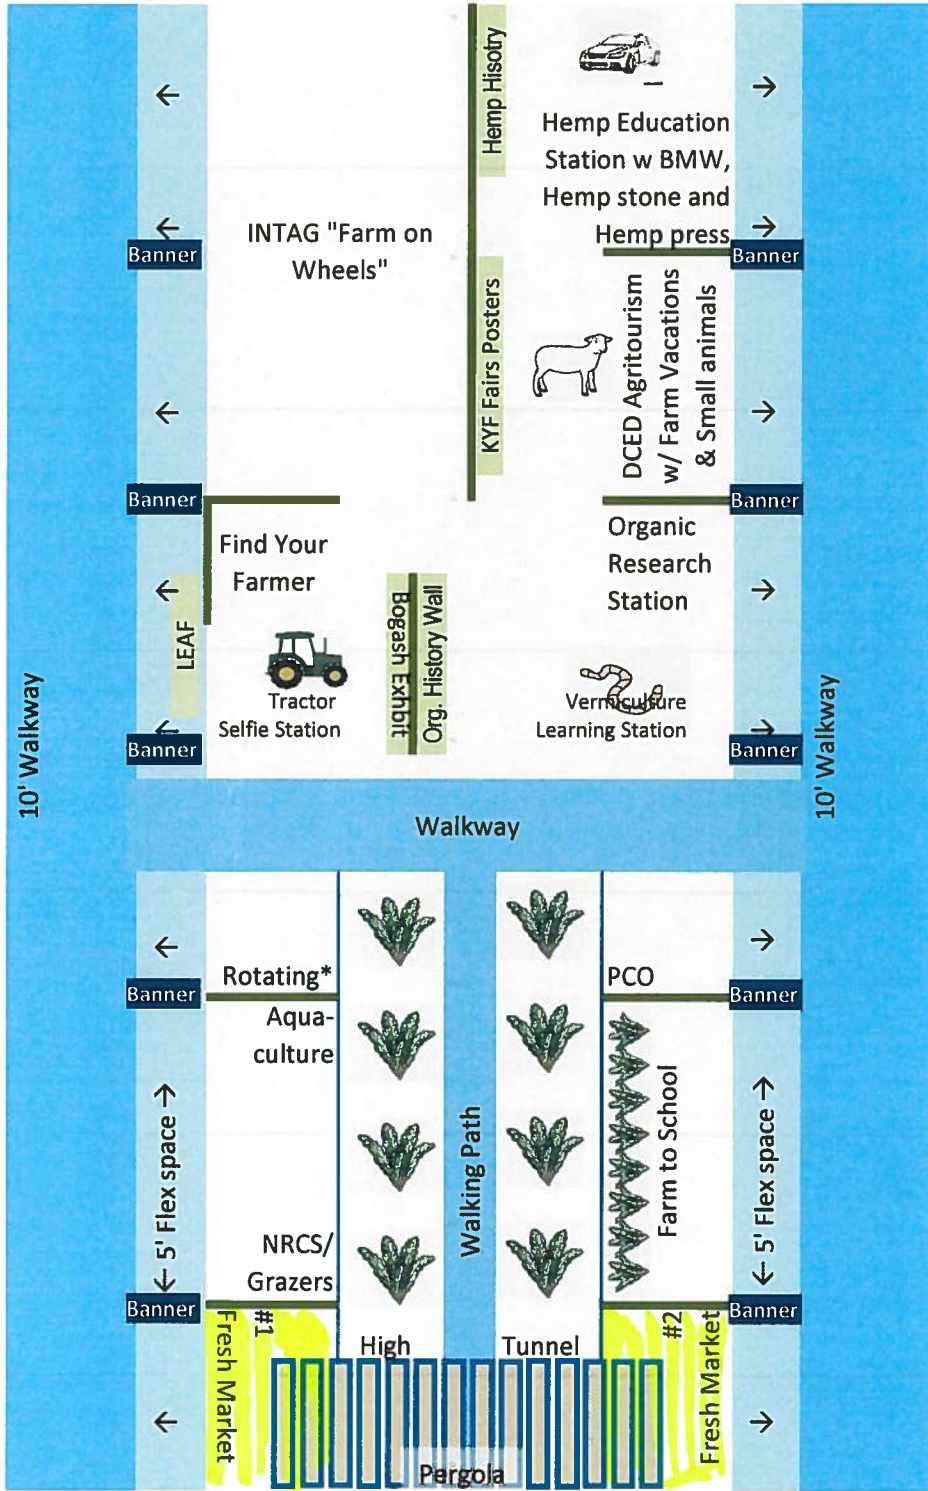 Hemp Hisotry
Hemp Education
Station w BMW,
Hemp stone and
Hemp press
INTAG "Farm on
Wheels"
Banner
Banner
KYF Fairs Posters
DCED Agritourism
w/ Farm Vacations
& Small animals
Banner
Banner
Find Your
Farmer
Organic
Research
Station
LEAF
Bogash Exhibit
Org. History Wall
Tractor
Selfie Station
Vermiculture
Learning Station
Banner
Banner
10' Walkway
10' Walkway
Walkway
Rotating*
PCO
Banner
Banner
Aqua-
culture
← 5' Flex space →
Walking Path
Farm to School
← 5' Flex space →
NRCS/
Grazers
Banner
Banner
#1
Fresh Market
High
Tunnel
#2
Fresh Market
Pergola